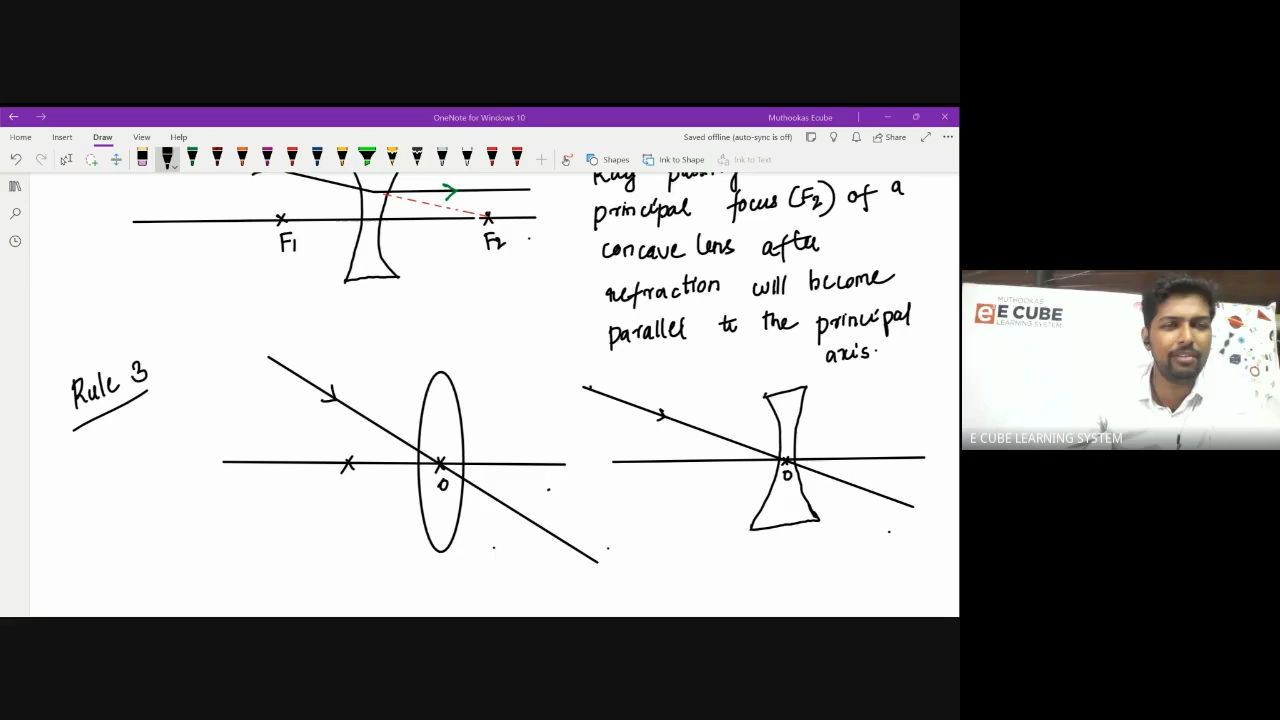 OneNote for Windows 10
Muthookas Ecube
Home Insert Draw View Help
Saved offline (auto-sync is off)
Share
Shapes
Ink to Shape
Ink to Text
Ray passing
principal focus (F2) of a
concave lens after
refraction will become
parallel to the principal
axis.
F1
F2
Rule 3
O
O
MUTHOOKAS
e E CUBE
LEARNING SYSTEM
E CUBE LEARNING SYSTEM